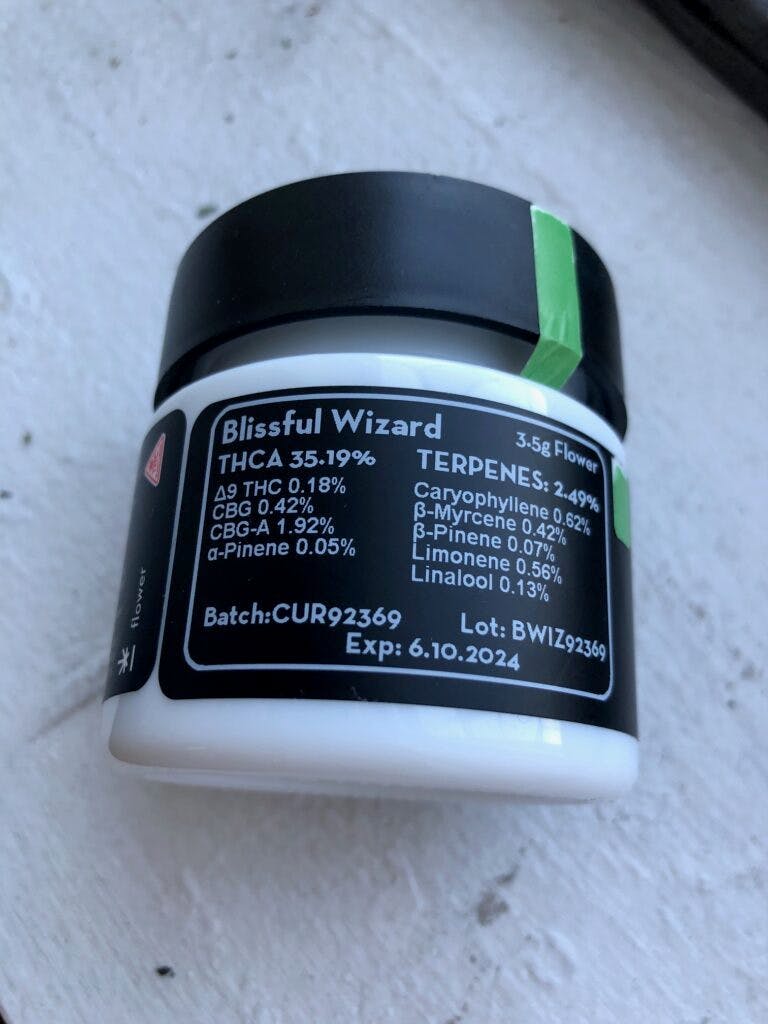 Blissful Wizard
3.5g Flower
THCA 35.19%
Δ9 THC 0.18%
CBG 0.42%
CBG-A 1.92%
α-Pinene 0.05%
TERPENES: 2.49%
Caryophyllene 0.62%
β-Myrcene 0.42%
β-Pinene 0.07%
Limonene 0.56%
Linalool 0.13%
Batch:CUR92369
Lot: BWIZ92369
Exp: 6.10.2024
flower